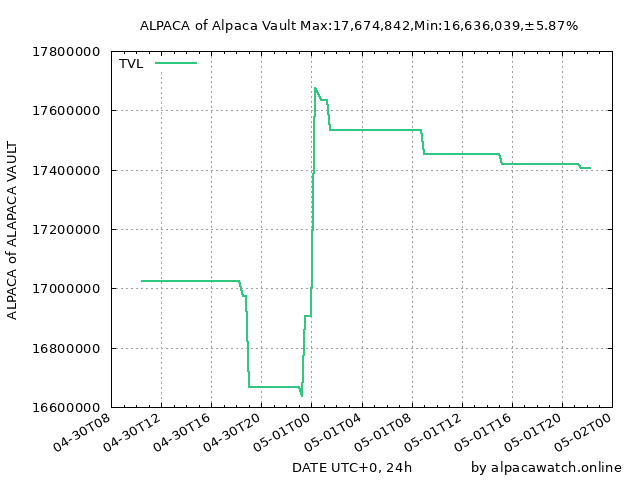 ALPACA of Alpaca Vault Max:17,674,842,Min:16,636,039,±5.87%
TVL
17800000
17600000
17400000
17200000
17000000
16800000
16600000
ALPACA of ALAPACA VAULT
04-30T08
04-30T12
04-30T16
04-30T20
05-01T00
05-01T04
05-01T08
05-01T12
05-01T16
05-01T20
05-02T00
DATE UTC+0, 24h
by alpacawatch.online